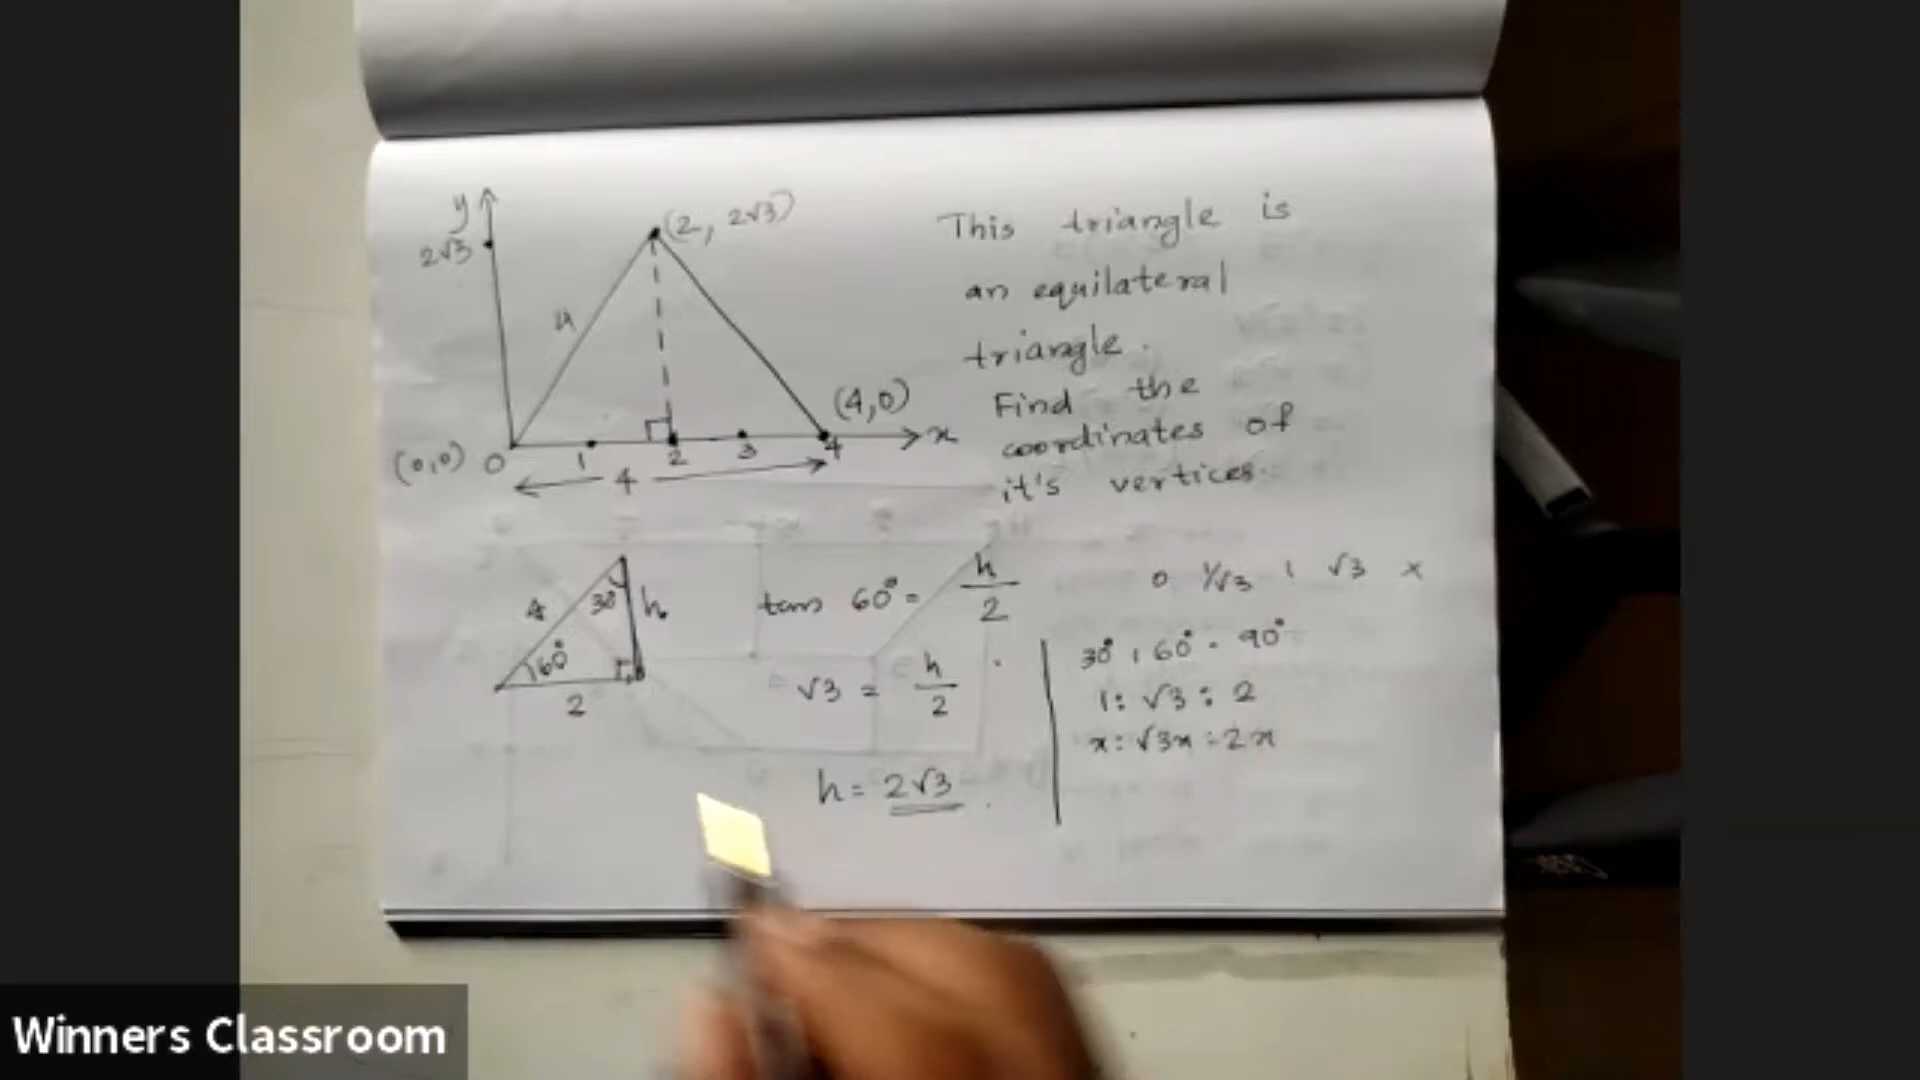 y
2√3
(2, 2√3)
4
(4,0)
x
(0,0) 0 1 2 3 4
4
This triangle is
an equilateral
triangle.
Find the
coordinates of
it's vertices.
4 30° h
60°
2
tan 60° = h/2
√3 = h/2
h = 2√3
0 1/√3 1 √3 ×
30° : 60° - 90°
1 : √3 : 2
x : √3x : 2x
Winners Classroom